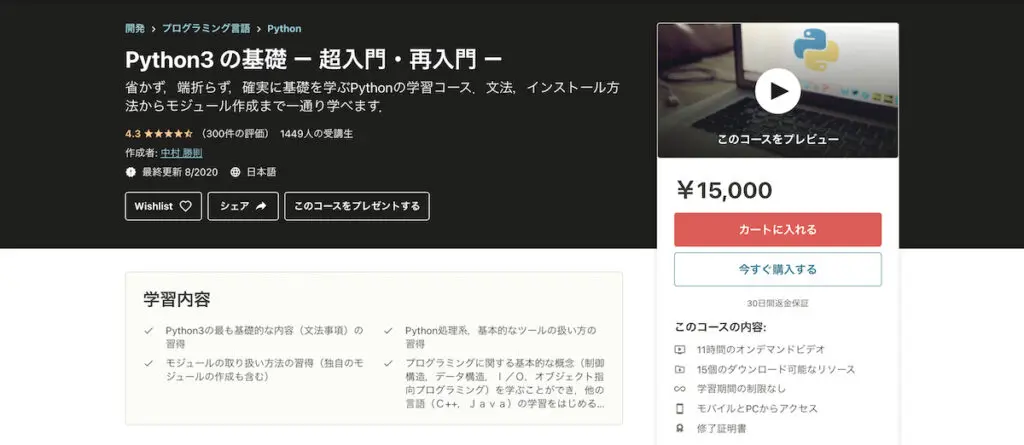 開発 > プログラミング言語 > Python
Python3 の基礎 － 超入門・再入門 －
省かず，端折らず，確実に基礎を学ぶPythonの学習コース．文法，インストール方
法からモジュール作成まで一通り学べます．
4.3 （300件の評価） 1449人の受講生
作成者: 中村 勝則
最終更新 8/2020 日本語
Wishlist シェア このコースをプレゼントする
このコースをプレビュー
￥15,000
カートに入れる
今すぐ購入する
30日間返金保証
このコースの内容:
11時間のオンデマンドビデオ
15個のダウンロード可能なリソース
学習期間の制限なし
モバイルとPCからアクセス
修了証明書
学習内容
Python3の最も基礎的な内容（文法事項）の
習得
モジュールの取り扱い方法の習得（独自のモ
ジュールの作成も含む）
Python処理系，基本的なツールの扱い方の
習得
プログラミングに関する基本的な概念（制御
構造，データ構造，Ｉ／Ｏ，オブジェクト指
向プログラミング）を学ぶことができ，他の
言語（Ｃ++，Ｊａｖａ）の学習をはじめる...